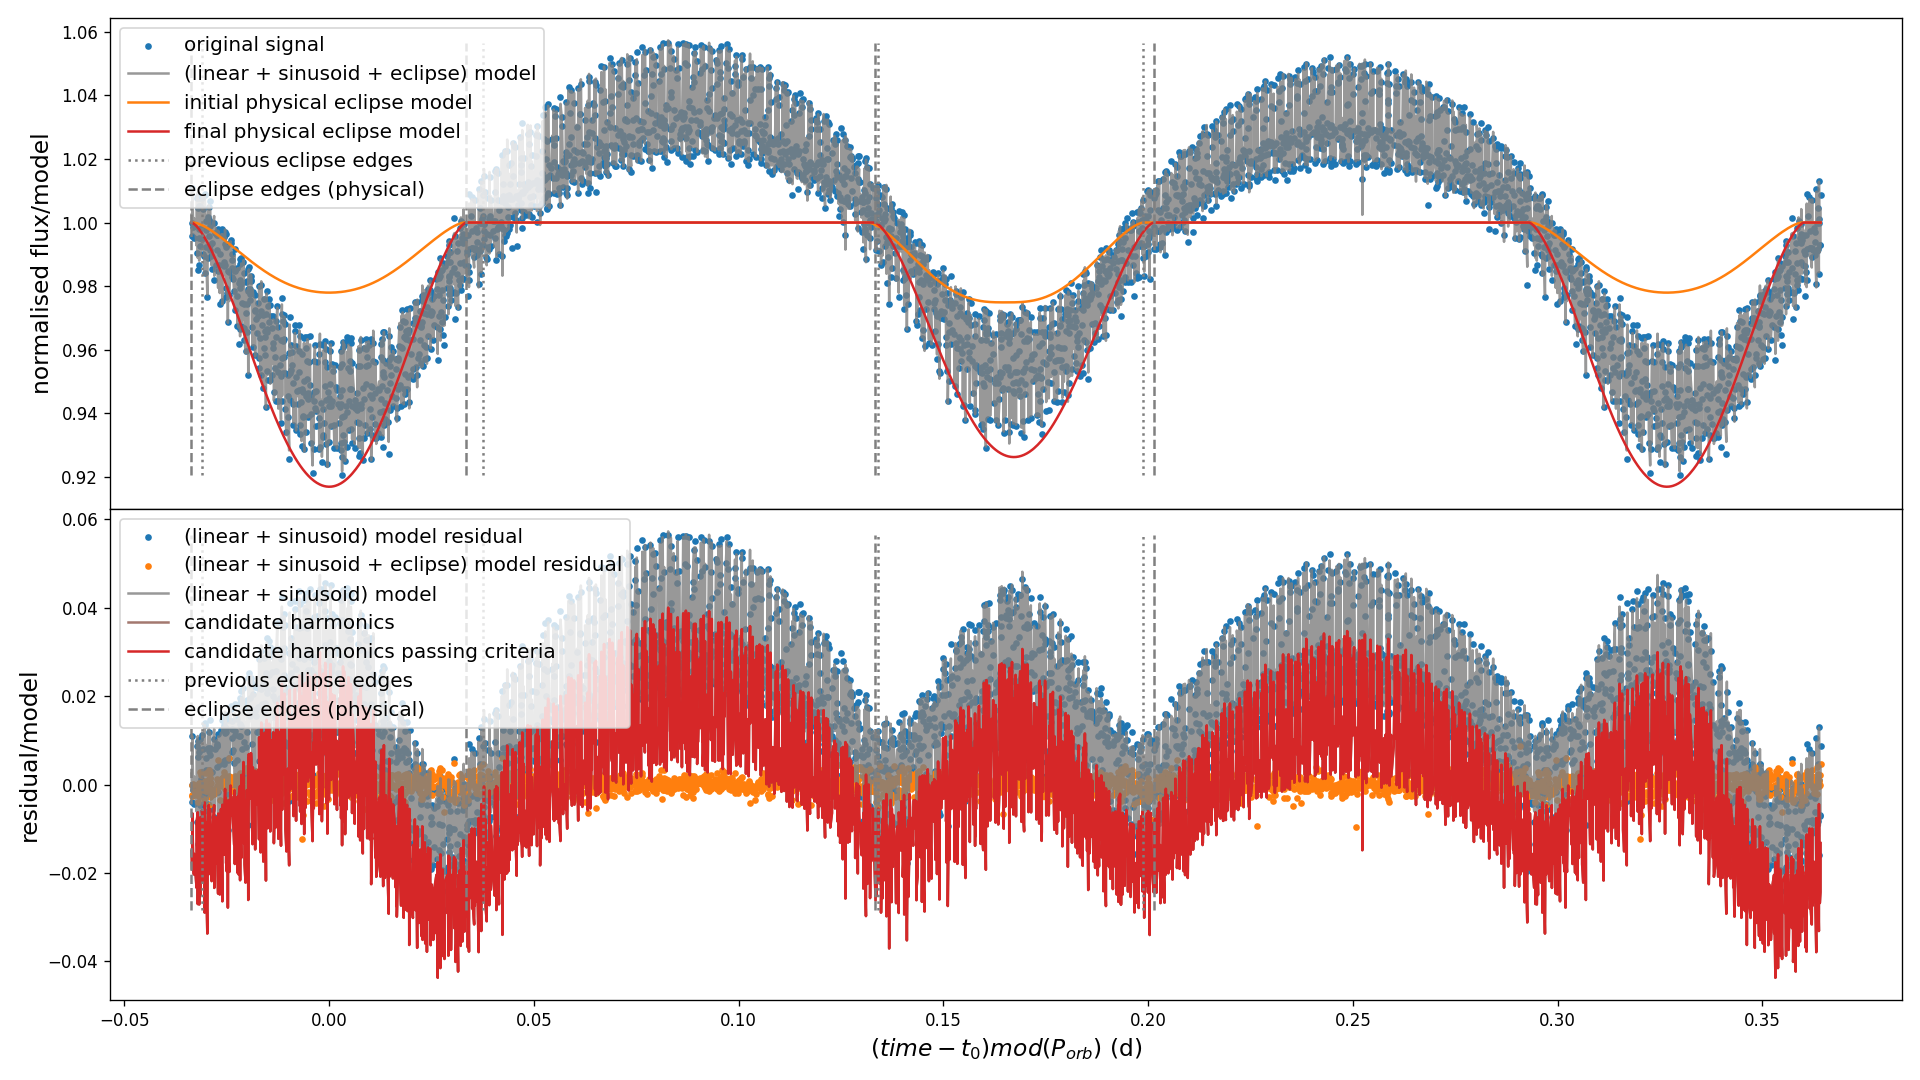 1.06
1.04
1.02
1.00
0.98
0.96
0.94
0.92
normalised flux/model
original signal
(linear + sinusoid + eclipse) model
initial physical eclipse model
final physical eclipse model
previous eclipse edges
eclipse edges (physical)
0.06
0.04
0.02
0.00
−0.02
−0.04
residual/model
(linear + sinusoid) model residual
(linear + sinusoid + eclipse) model residual
(linear + sinusoid) model
candidate harmonics
candidate harmonics passing criteria
previous eclipse edges
eclipse edges (physical)
−0.05 0.00 0.05 0.10 0.15 0.20 0.25 0.30 0.35
(time − t₀)mod(Pₒᵣb) (d)